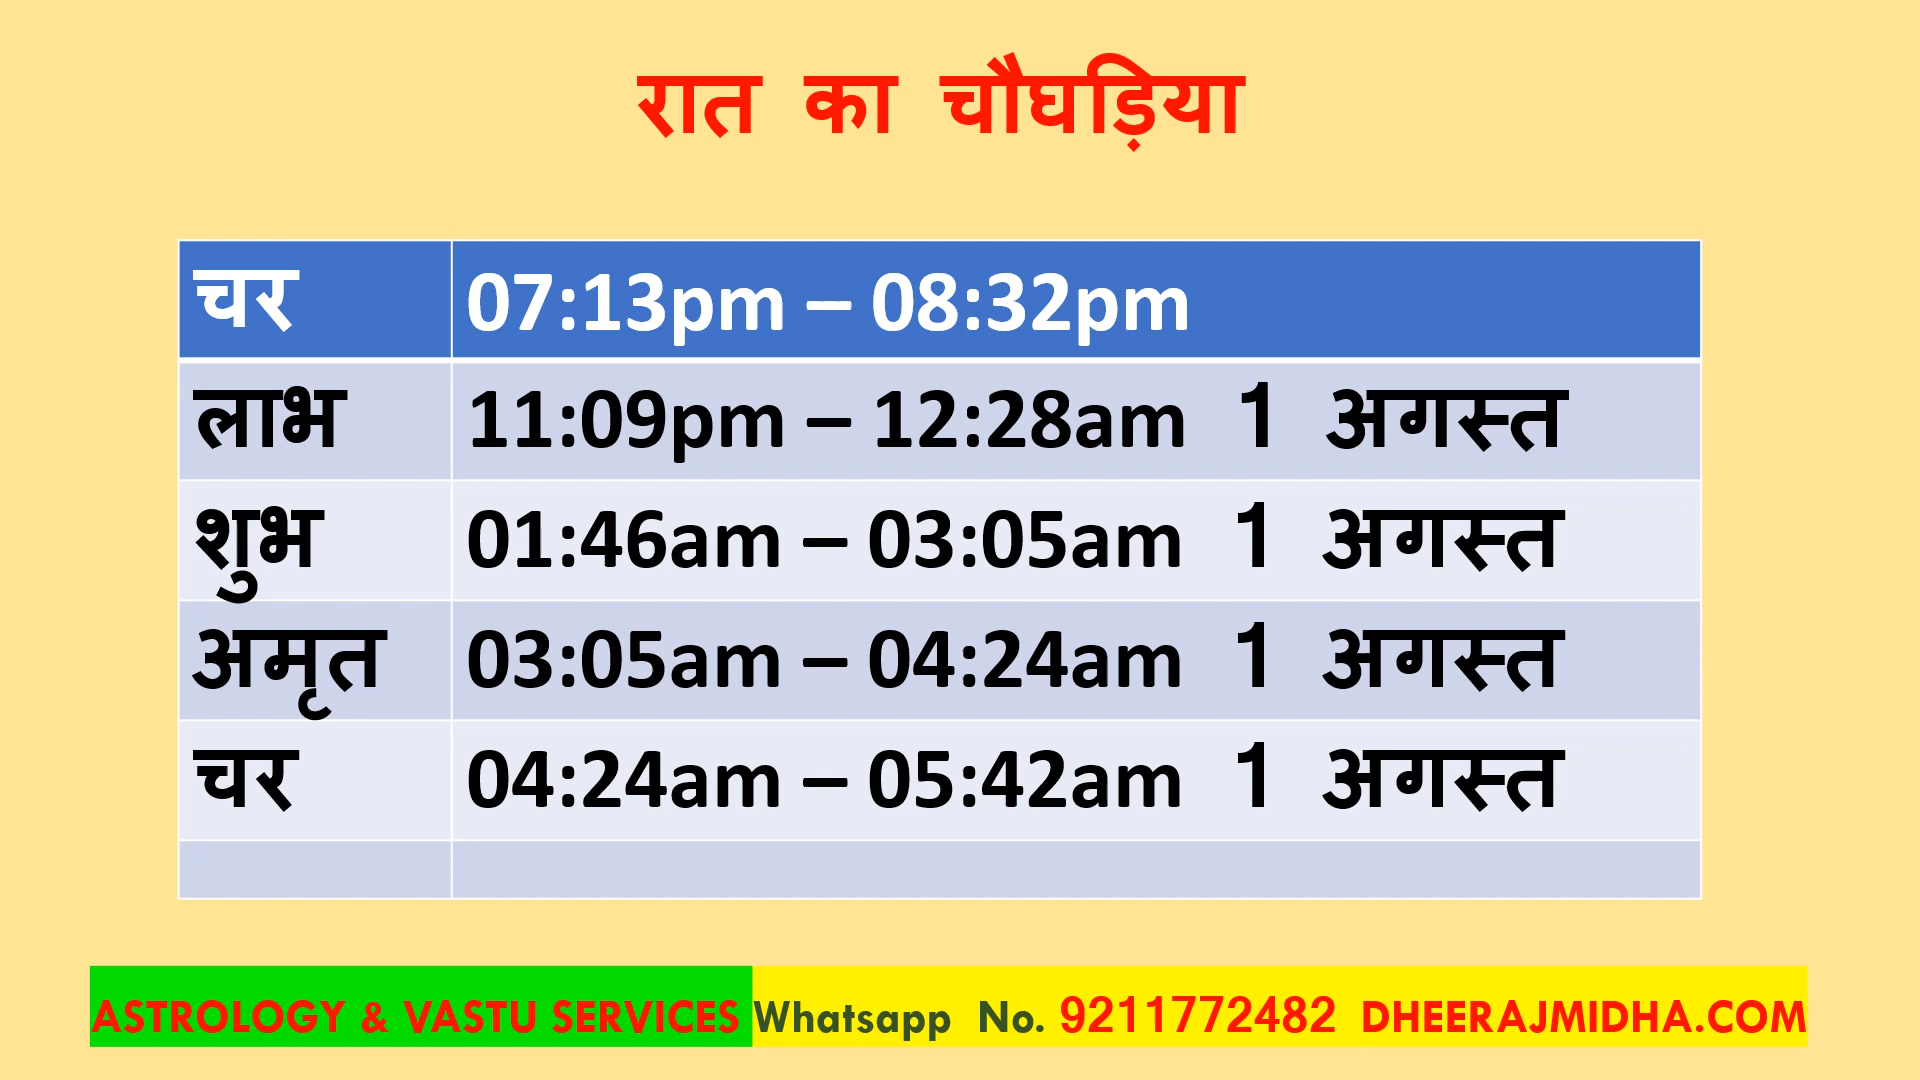 रात का चौघड़िया
चर 07:13pm – 08:32pm
लाभ 11:09pm – 12:28am 1 अगस्त
शुभ 01:46am – 03:05am 1 अगस्त
अमृत 03:05am – 04:24am 1 अगस्त
चर 04:24am – 05:42am 1 अगस्त
ASTROLOGY & VASTU SERVICES Whatsapp No. 9211772482 DHEERAJMIDHA.COM